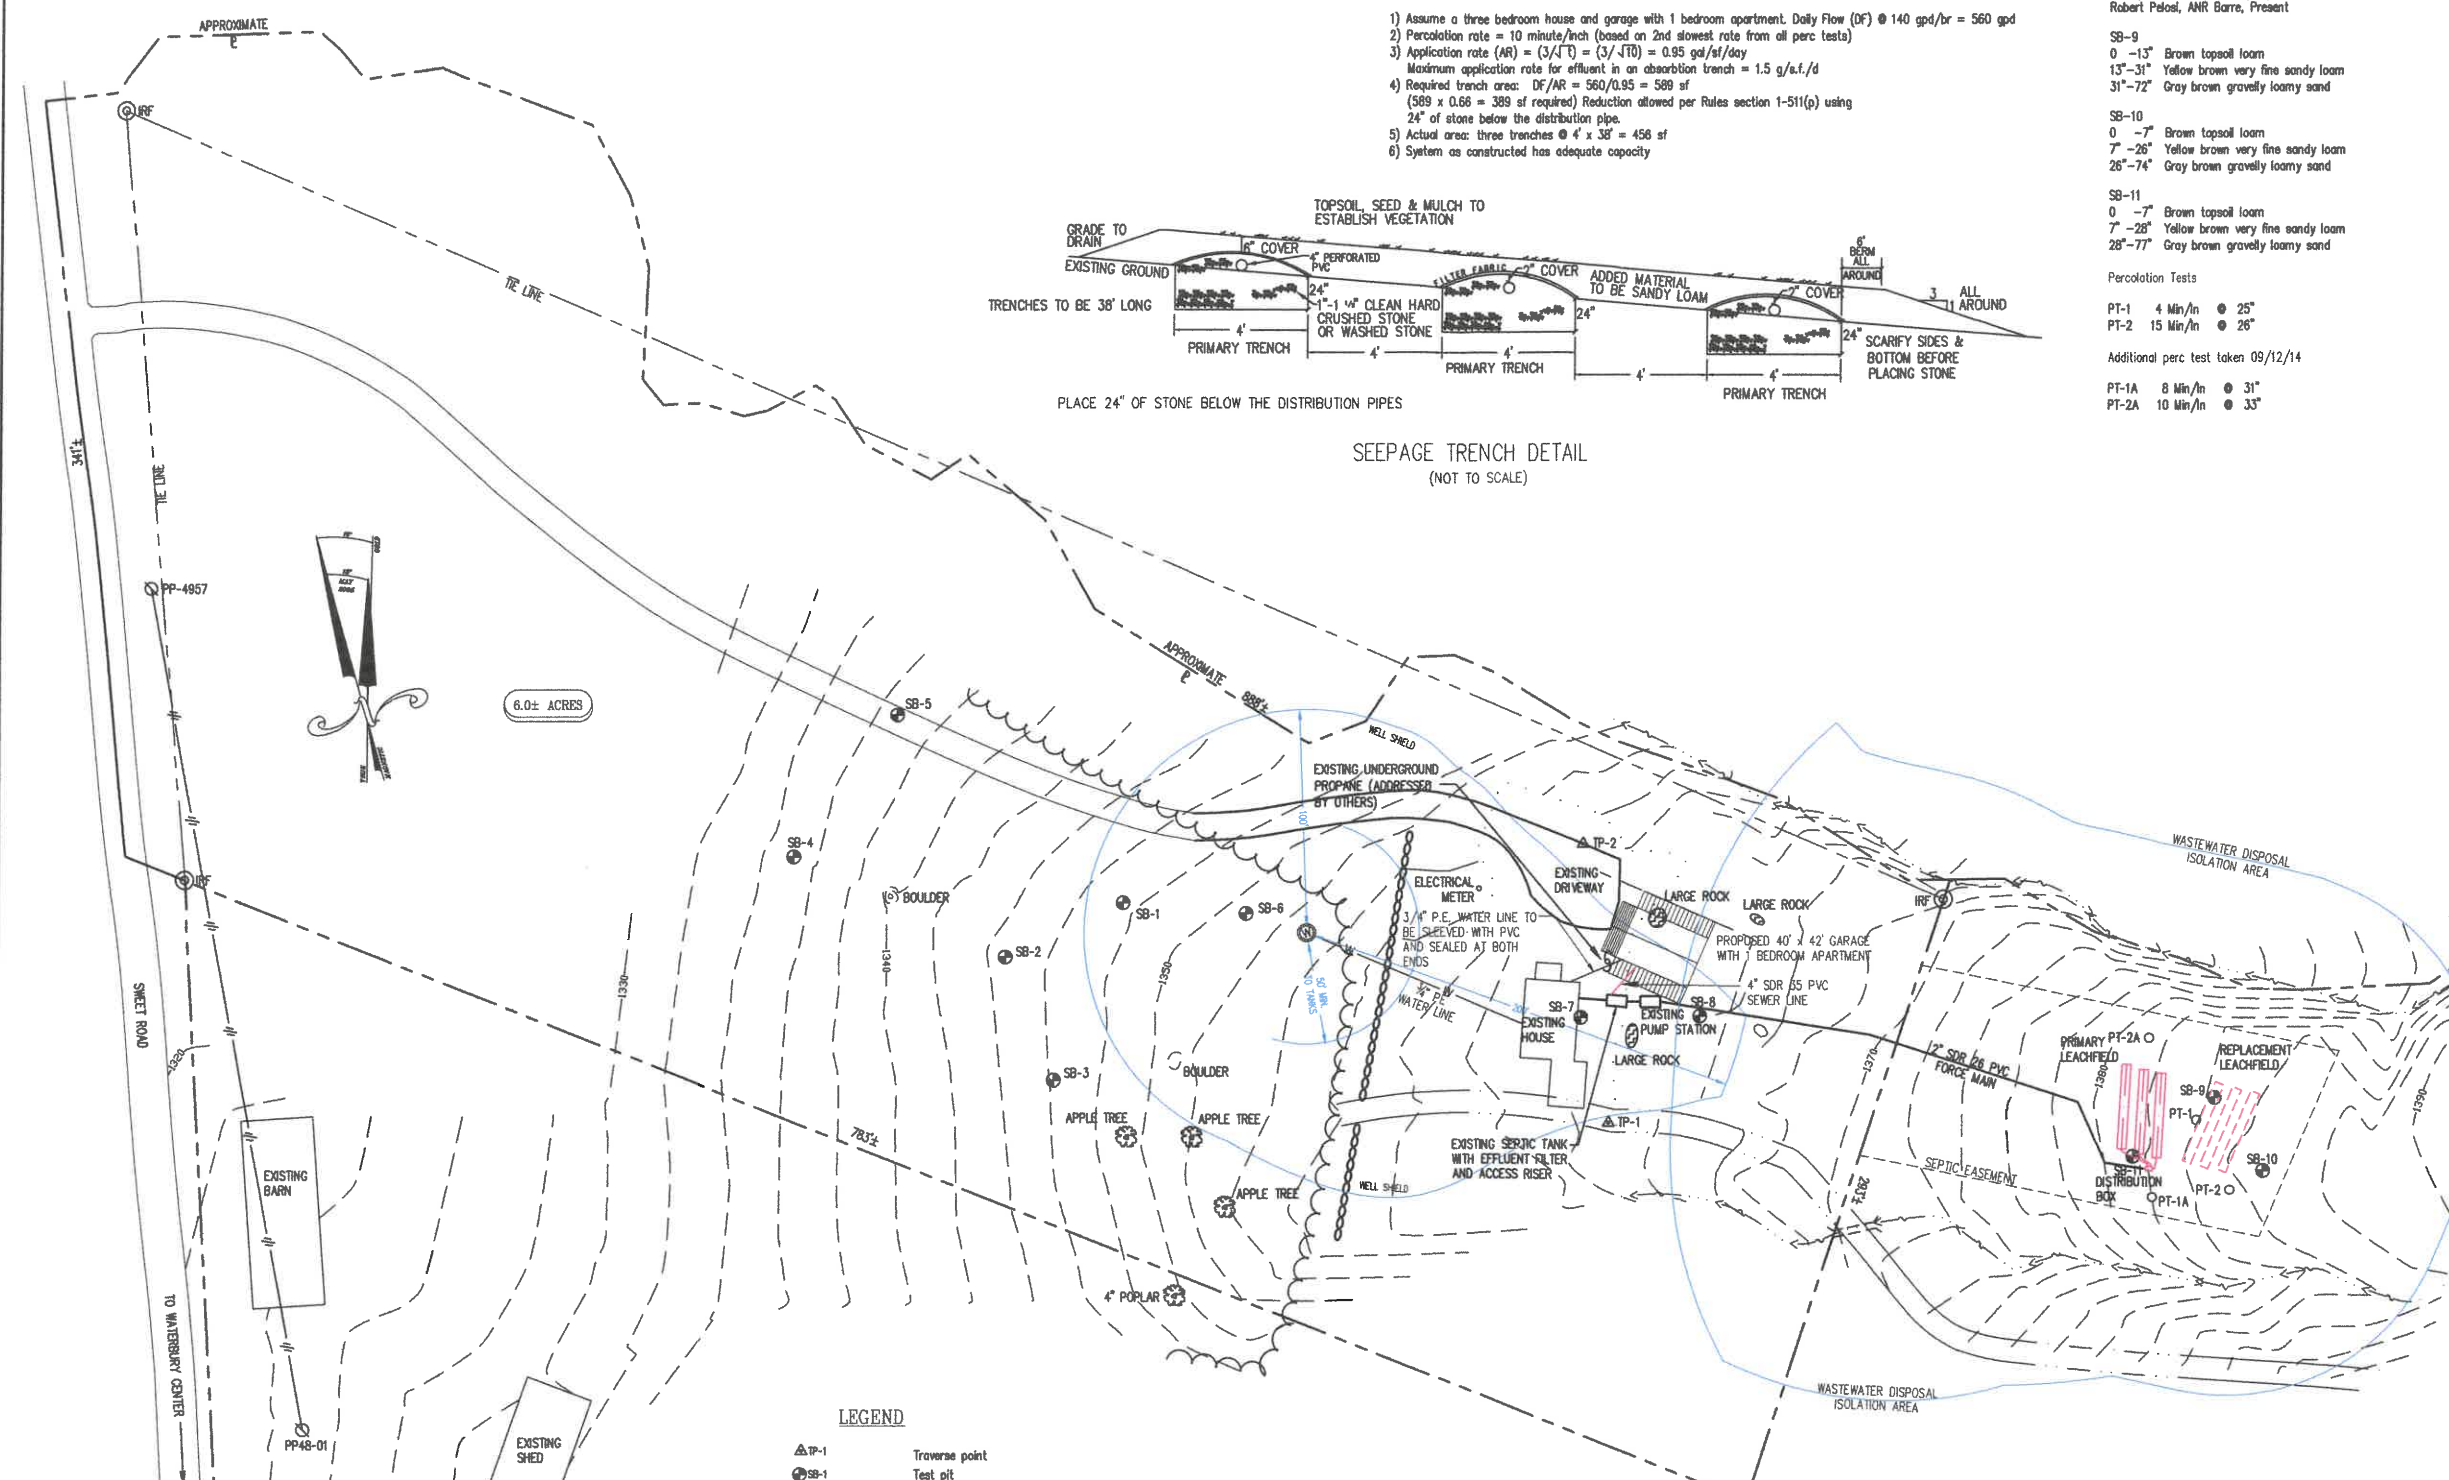 1) Assume a three bedroom house and garage with 1 bedroom apartment. Daily Flow (DF) @ 140 gpd/br = 560 gpd
2) Percolation rate = 10 minute/inch (based on 2nd slowest rate from all perc tests)
3) Application rate (AR) = (3/√t) = (3/√10) = 0.95 gal/sf/day
Maximum application rate for effluent in an absorbtion trench = 1.5 g/s.f./d
4) Required trench area: DF/AR = 560/0.95 = 589 sf
(589 x 0.66 = 389 sf required) Reduction allowed per Rules section 1-511(p) using
24" of stone below the distribution pipe.
5) Actual area: three trenches @ 4' x 38' = 456 sf
6) System as constructed has adequate capacity
Robert Pelosi, ANR Barre, Present
SB-9
0 -13" Brown topsoil loam
13"-31" Yellow brown very fine sandy loam
31"-72" Gray brown gravelly loamy sand
SB-10
0 -7" Brown topsoil loam
7" -26" Yellow brown very fine sandy loam
26"-74" Gray brown gravelly loamy sand
SB-11
0 -7" Brown topsoil loam
7" -28" Yellow brown very fine sandy loam
28"-77" Gray brown gravelly loamy sand
Percolation Tests
PT-1 4 Min/In @ 25"
PT-2 15 Min/In @ 26"
Additional perc test taken 09/12/14
PT-1A 8 Min/In @ 31"
PT-2A 10 Min/In @ 33"
TOPSOIL, SEED & MULCH TO
ESTABLISH VEGETATION
GRADE TO
DRAIN
EXISTING GROUND
6" COVER
4" PERFORATED
PVC
FILTER FABRIC
2" COVER
ADDED MATERIAL
TO BE SANDY LOAM
2" COVER
6'
BERM
ALL
AROUND
3
1
ALL
AROUND
TRENCHES TO BE 38' LONG
24"
1"-1 ½" CLEAN HARD
CRUSHED STONE
OR WASHED STONE
24"
24"
SCARIFY SIDES &
BOTTOM BEFORE
PLACING STONE
4'
PRIMARY TRENCH
4'
4'
PRIMARY TRENCH
4'
4'
PRIMARY TRENCH
PLACE 24" OF STONE BELOW THE DISTRIBUTION PIPES
SEEPAGE TRENCH DETAIL
(NOT TO SCALE)
APPROXIMATE
IRF
TIE LINE
341'±
TIE LINE
PP-4957
6.0± ACRES
APPROXIMATE
888'±
SB-5
WELL SHIELD
EXISTING UNDERGROUND
PROPANE (ADDRESSED
BY OTHERS)
100'
SB-4
BOULDER
SB-1
SB-6
SB-2
SB-3
BOULDER
1330
1340
1350
50' MIN.
TO TANKS
ELECTRICAL
METER
3/4" P.E. WATER LINE TO
BE SLEEVED WITH PVC
AND SEALED AT BOTH
ENDS
W
W
¾" P.E.
WATER LINE
200'
TP-2
EXISTING
DRIVEWAY
LARGE ROCK
LARGE ROCK
PROPOSED 40' x 42' GARAGE
WITH 1 BEDROOM APARTMENT
4" SDR 35 PVC
SEWER LINE
SB-7
SB-8
EXISTING
HOUSE
EXISTING
PUMP STATION
LARGE ROCK
TP-1
EXISTING SEPTIC TANK
WITH EFFLUENT FILTER
AND ACCESS RISER
WELL SHIELD
WASTEWATER DISPOSAL
ISOLATION AREA
IRF
1370
2" SDR 26 PVC
FORCE MAIN
PRIMARY
LEACHFIELD
PT-2A
REPLACEMENT
LEACHFIELD
1380
1390
SB-9
PT-1
SB-10
SB-11
DISTRIBUTION
BOX
PT-1A
PT-2
SEPTIC EASEMENT
293'±
WASTEWATER DISPOSAL
ISOLATION AREA
IRF
SWEET ROAD
1320
783'±
APPLE TREE
APPLE TREE
APPLE TREE
4" POPLAR
EXISTING
BARN
TO WATERBURY CENTER
PP48-01
EXISTING
SHED
LEGEND
TP-1 Traverse point
SB-1 Test pit